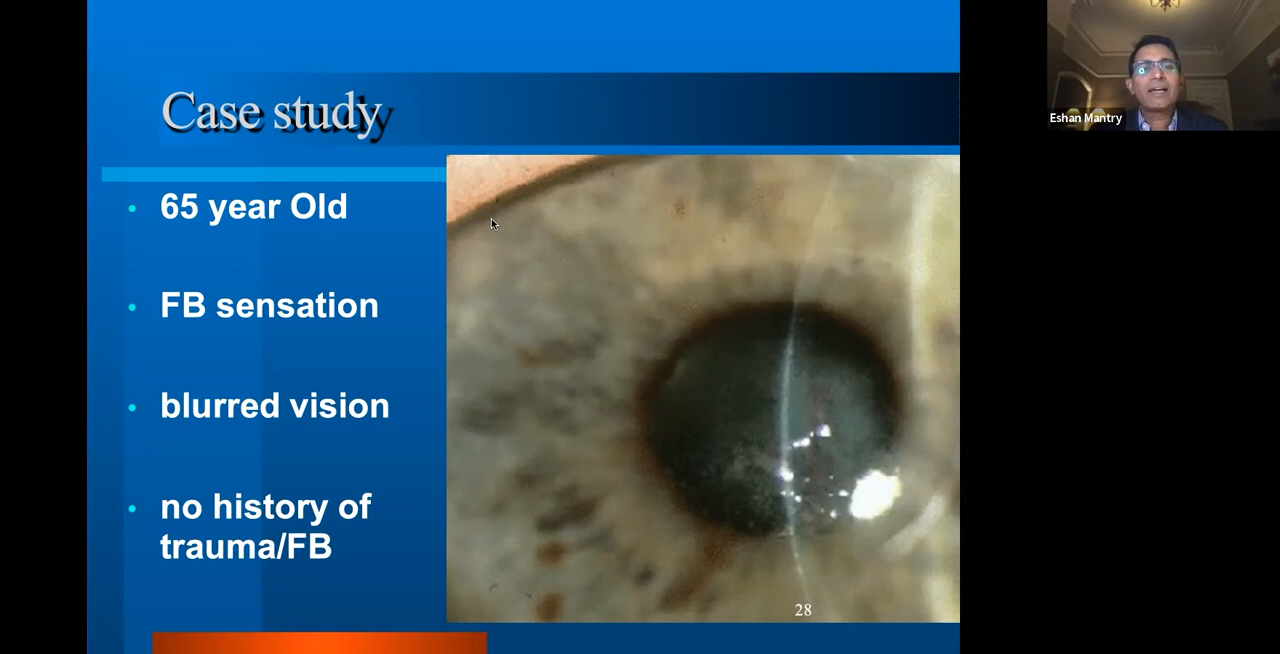 Case study
65 year Old
FB sensation
blurred vision
no history of
trauma/FB
28
Eshan Mantry